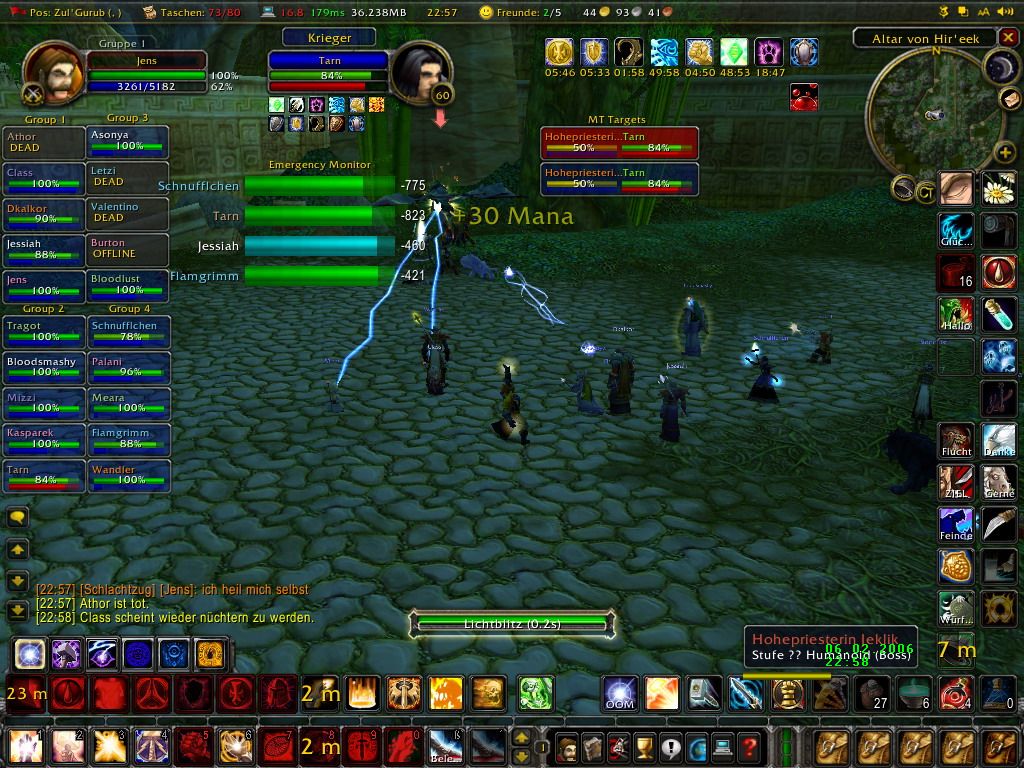 Pos: Zul'Gurub (, ) Taschen: 73/80 16.8 179ms 36.238MB 22:57 Freunde: 2/5 44 93 41
Gruppe 1
Jens
100%
3261/5182 62%
Krieger
Tarn
84%
60
05:46 05:33 01:58 49:58 04:50 48:53 18:47
Altar von Hir'eek
N
Group 1
Athor
DEAD
Class
100%
Dkalkor
90%
Jessiah
88%
Jens
100%
Group 3
Asonya
100%
Letzi
DEAD
Valentino
DEAD
Burton
OFFLINE
Bloodlust
100%
Group 2
Tragot
100%
Bloodsmashy
100%
Mizzi
100%
Kasparek
100%
Tarn
84%
Group 4
Schnufflchen
78%
Palani
96%
Meara
100%
Flamgrimm
88%
Wandler
100%
Emergency Monitor
Schnufflchen -775
Tarn -823
Jessiah -460
Flamgrimm -421
+30 Mana
MT Targets
Hohepriesteri... Tarn
50% 84%
Hohepriesteri... Tarn
50% 84%
CT
Glüc...
16
Hallo
Flucht Danke
ZIEL Gerne
Feinde
Würf...
7 m
[22:57] [Schlachtzug] [Jens]: ich heil mich selbst
[22:57] Athor ist tot.
[22:58] Class scheint wieder nüchtern zu werden.
Lichtblitz (0.2s)
Hohepriesterin Jeklik
Stufe ?? Humanoid (Boss)
06.02.2006
22:58
23 m 2 m OOM 27 6 4 0
2 m Bele... 1